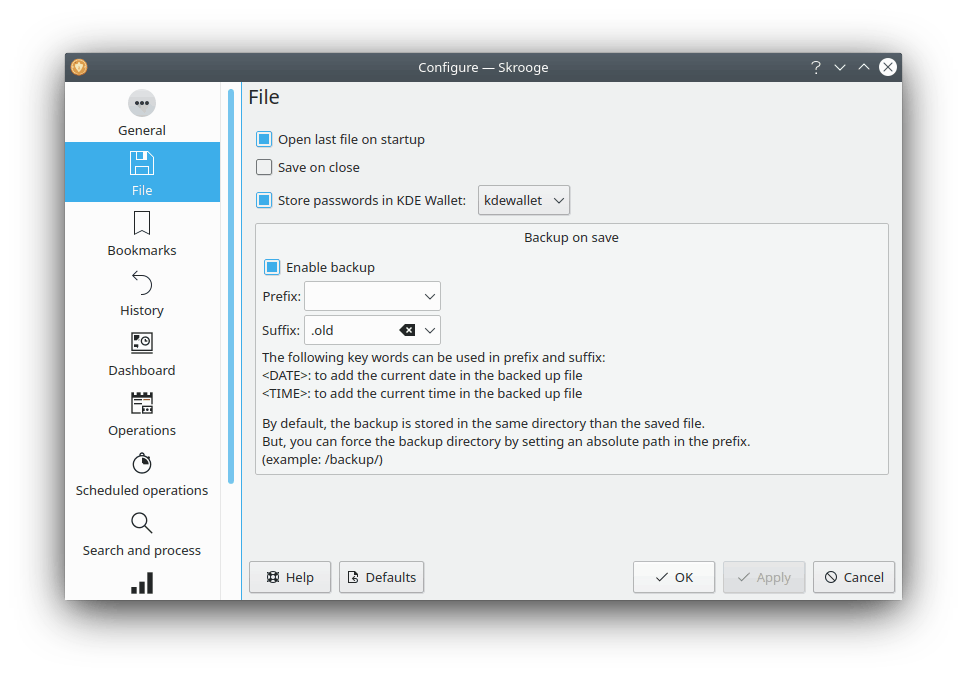 Configure — Skrooge
General
File
Bookmarks
History
Dashboard
Operations
Scheduled operations
Search and process
File
Open last file on startup
Save on close
Store passwords in KDE Wallet: kdewallet
Backup on save
Enable backup
Prefix:
Suffix: .old
The following key words can be used in prefix and suffix:
<DATE>: to add the current date in the backed up file
<TIME>: to add the current time in the backed up file
By default, the backup is stored in the same directory than the saved file.
But, you can force the backup directory by setting an absolute path in the prefix.
(example: /backup/)
Help Defaults OK Apply Cancel